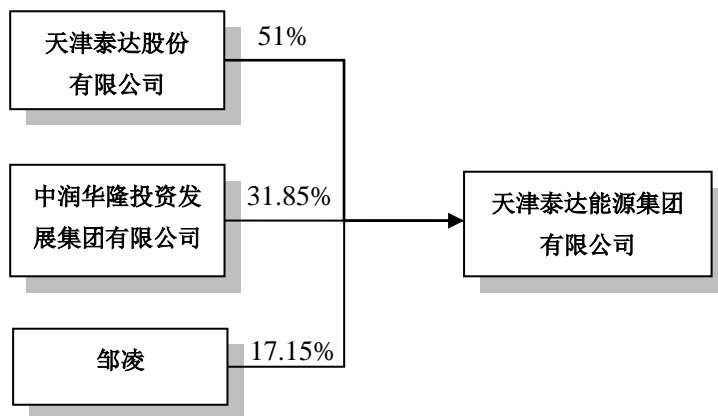 天津泰达股份
有限公司
51%
中润华隆投资发
展集团有限公司
31.85%
天津泰达能源集团
有限公司
邹凌
17.15%